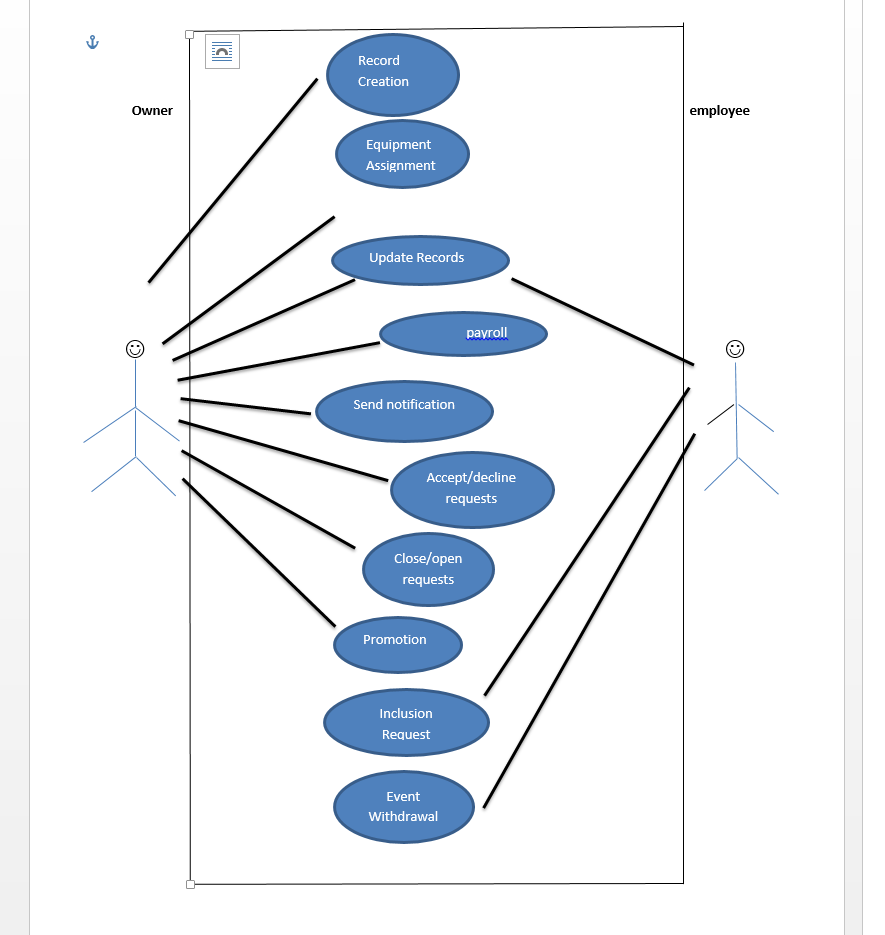 Record
Creation
Owner
employee
Equipment
Assignment
Update Records
payroll
Send notification
Accept/decline
requests
Close/open
requests
Promotion
Inclusion
Request
Event
Withdrawal